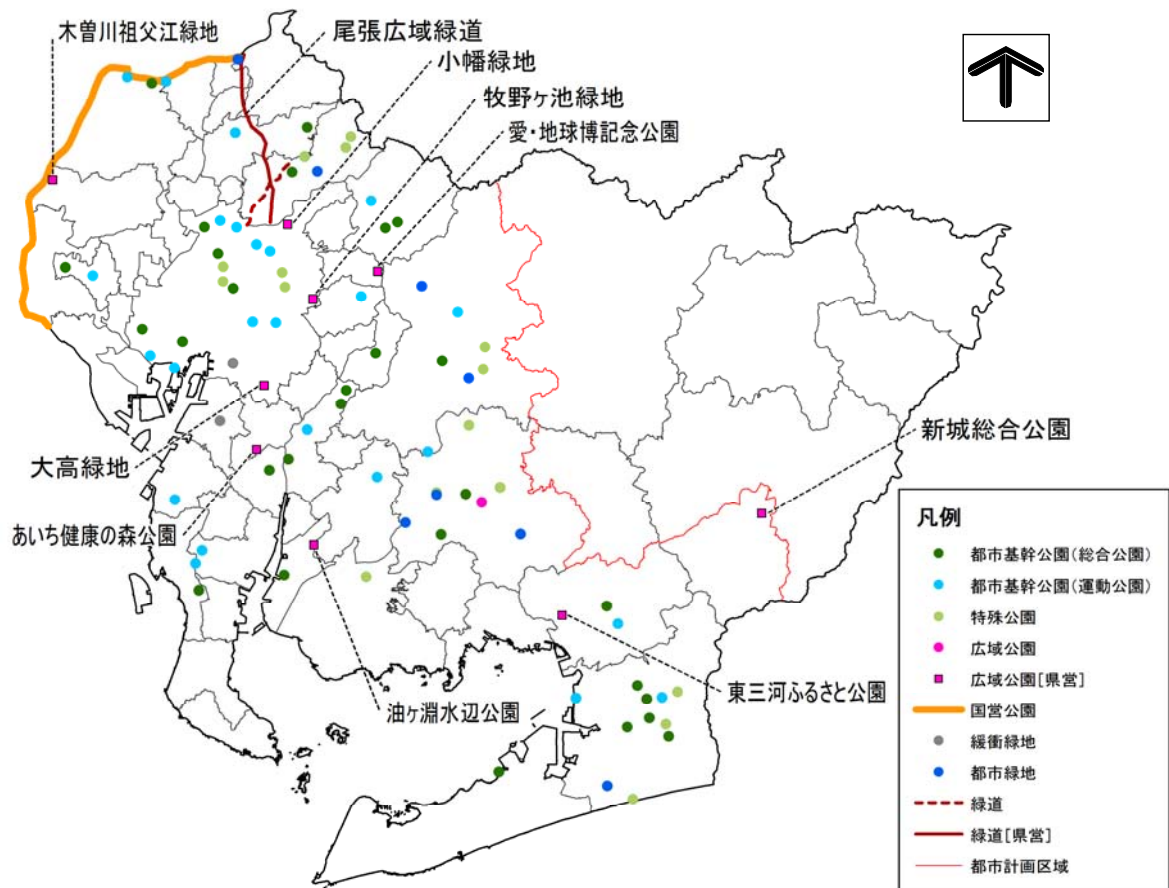 木曽川祖父江緑地
尾張広域緑道
小幡緑地
牧野ヶ池緑地
愛・地球博記念公園
大高緑地
あいち健康の森公園
油ヶ淵水辺公園
東三河ふるさと公園
新城総合公園
凡例
都市基幹公園(総合公園)
都市基幹公園(運動公園)
特殊公園
広域公園
広域公園[県営]
国営公園
緩衝緑地
都市緑地
緑道
緑道[県営]
都市計画区域